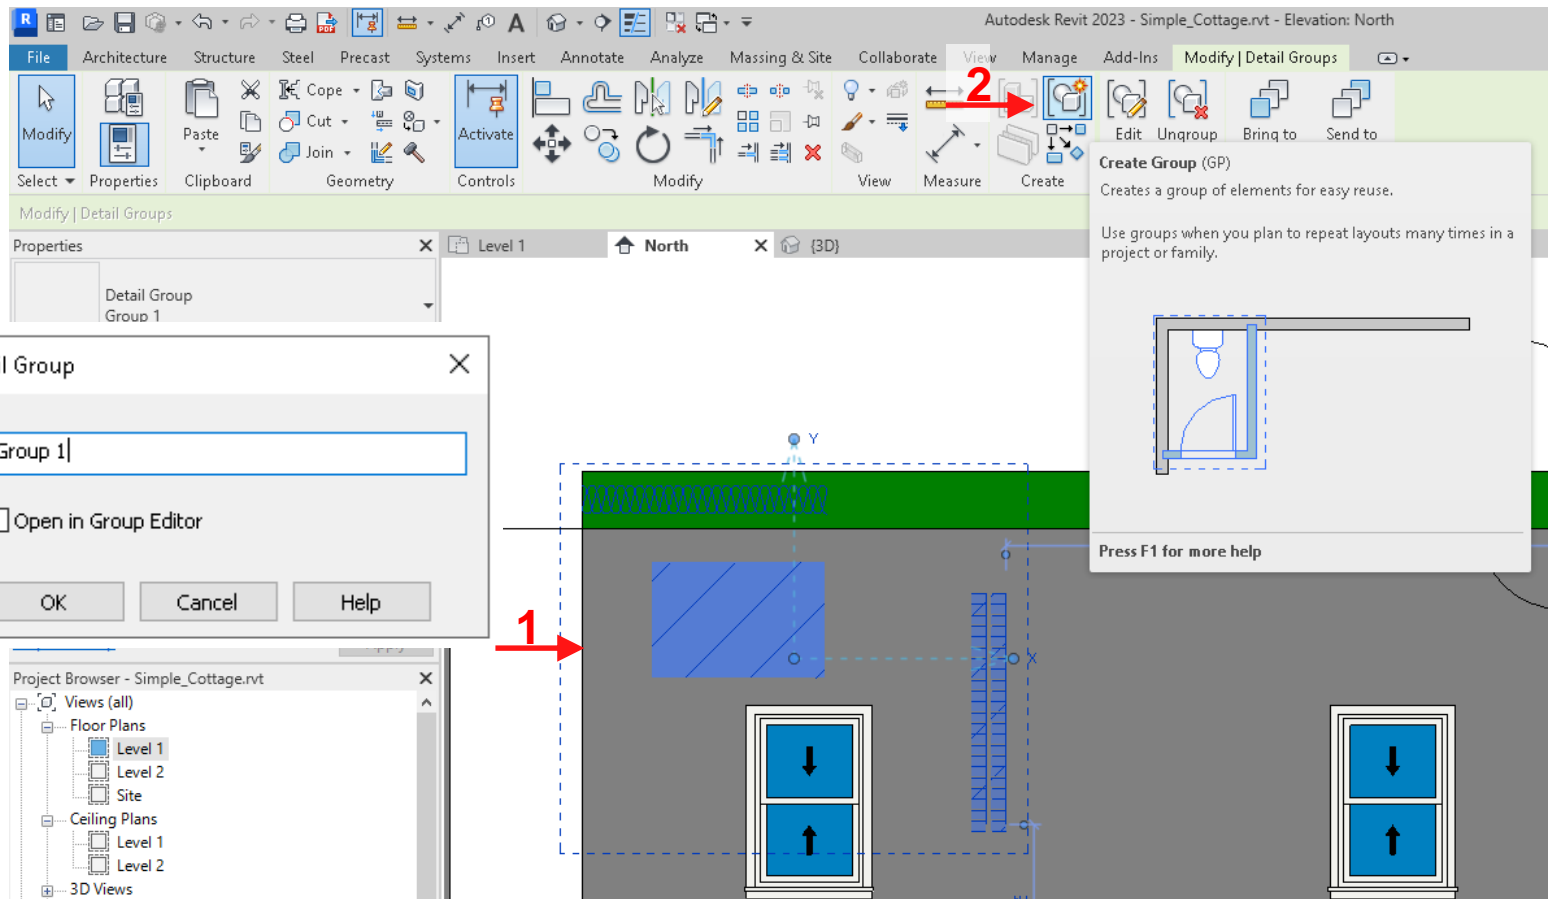 Autodesk Revit 2023 - Simple_Cottage.rvt - Elevation: North
File Architecture Structure Steel Precast Systems Insert Annotate Analyze Massing & Site Collaborate View Manage Add-Ins Modify | Detail Groups
2
Modify Paste Cope Cut Join Activate Edit Ungroup Bring to Send to
Select Properties Clipboard Geometry Controls Modify View Measure Create
Create Group (GP)
Creates a group of elements for easy reuse.
Use groups when you plan to repeat layouts many times in a
project or family.
Press F1 for more help
Modify | Detail Groups
Properties
Level 1 North {3D}
Detail Group
Group 1
Group
Group 1
Open in Group Editor
OK Cancel Help
Apply
Y
1
X
Project Browser - Simple_Cottage.rvt
Views (all)
Floor Plans
Level 1
Level 2
Site
Ceiling Plans
Level 1
Level 2
3D Views